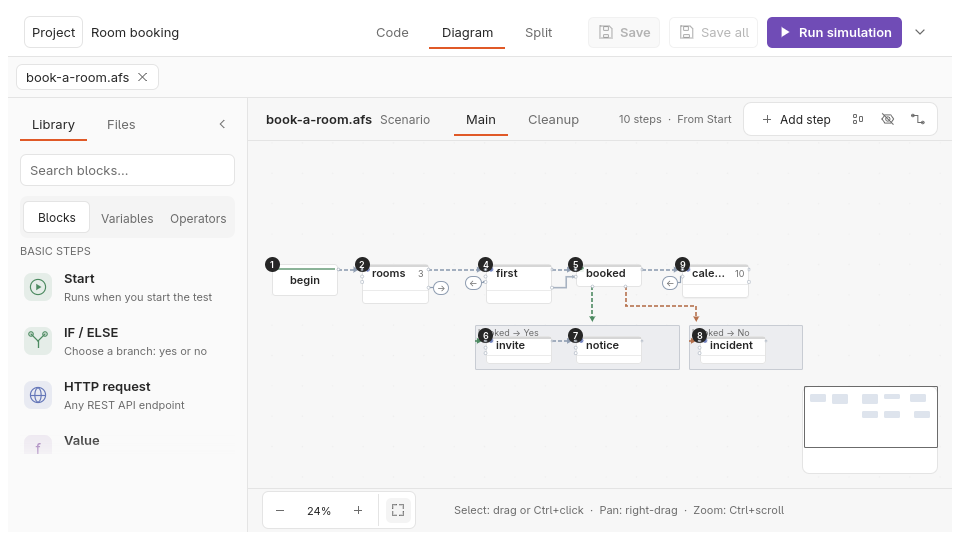 Project Room booking Code Diagram Split Save Save all Run simulation
book-a-room.afs
Library Files
book-a-room.afs Scenario Main Cleanup 10 steps · From Start Add step
Search blocks...
Blocks Variables Operators
BASIC STEPS
Start
Runs when you start the test
IF / ELSE
Choose a branch: yes or no
HTTP request
Any REST API endpoint
Value
f
1 begin
2 rooms 3
4 first
5 booked
9 cale... 10
oked → Yes
6 invite
7 notice
ked → No
8 incident
24%
Select: drag or Ctrl+click · Pan: right-drag · Zoom: Ctrl+scroll